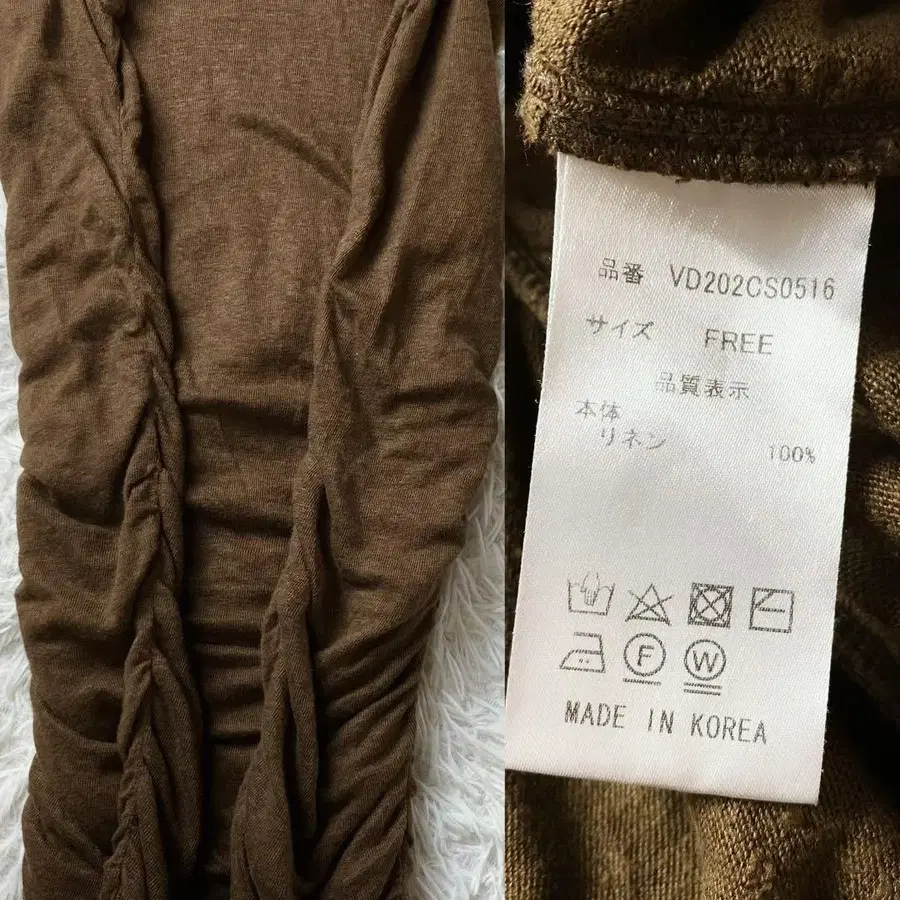 品番 VD202CS0516
サイズ FREE
品質表示
本体
リネン 100%
F W
MADE IN KOREA